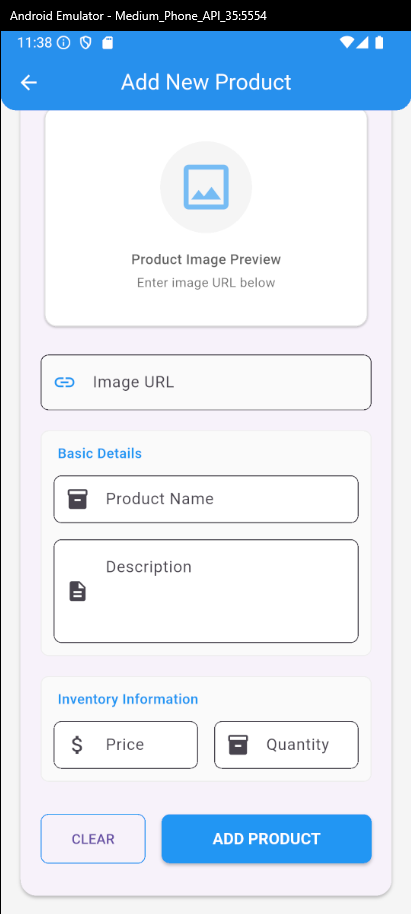 Android Emulator - Medium_Phone_API_35:5554
11:38
Add New Product
Product Image Preview
Enter image URL below
Image URL
Basic Details
Product Name
Description
Inventory Information
$ Price Quantity
CLEAR ADD PRODUCT